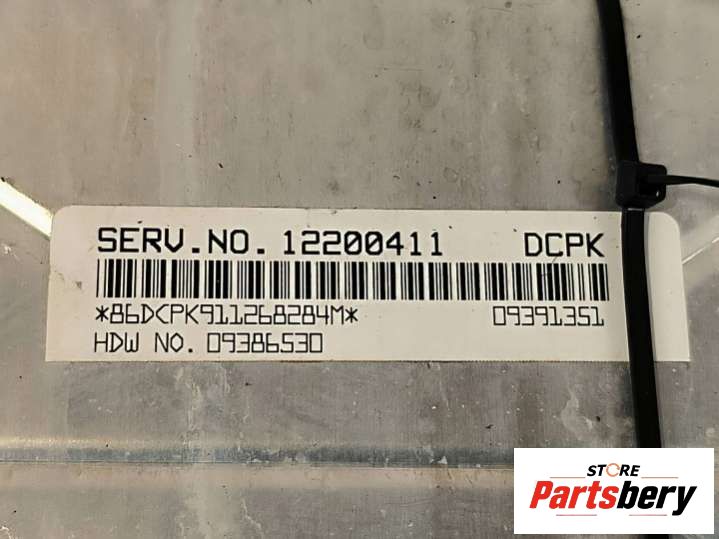 SERV.NO. 12200411 DCPK
*86DCPK911268284M* 09391351
HDW NO. 09386530
STORE
Partsbery